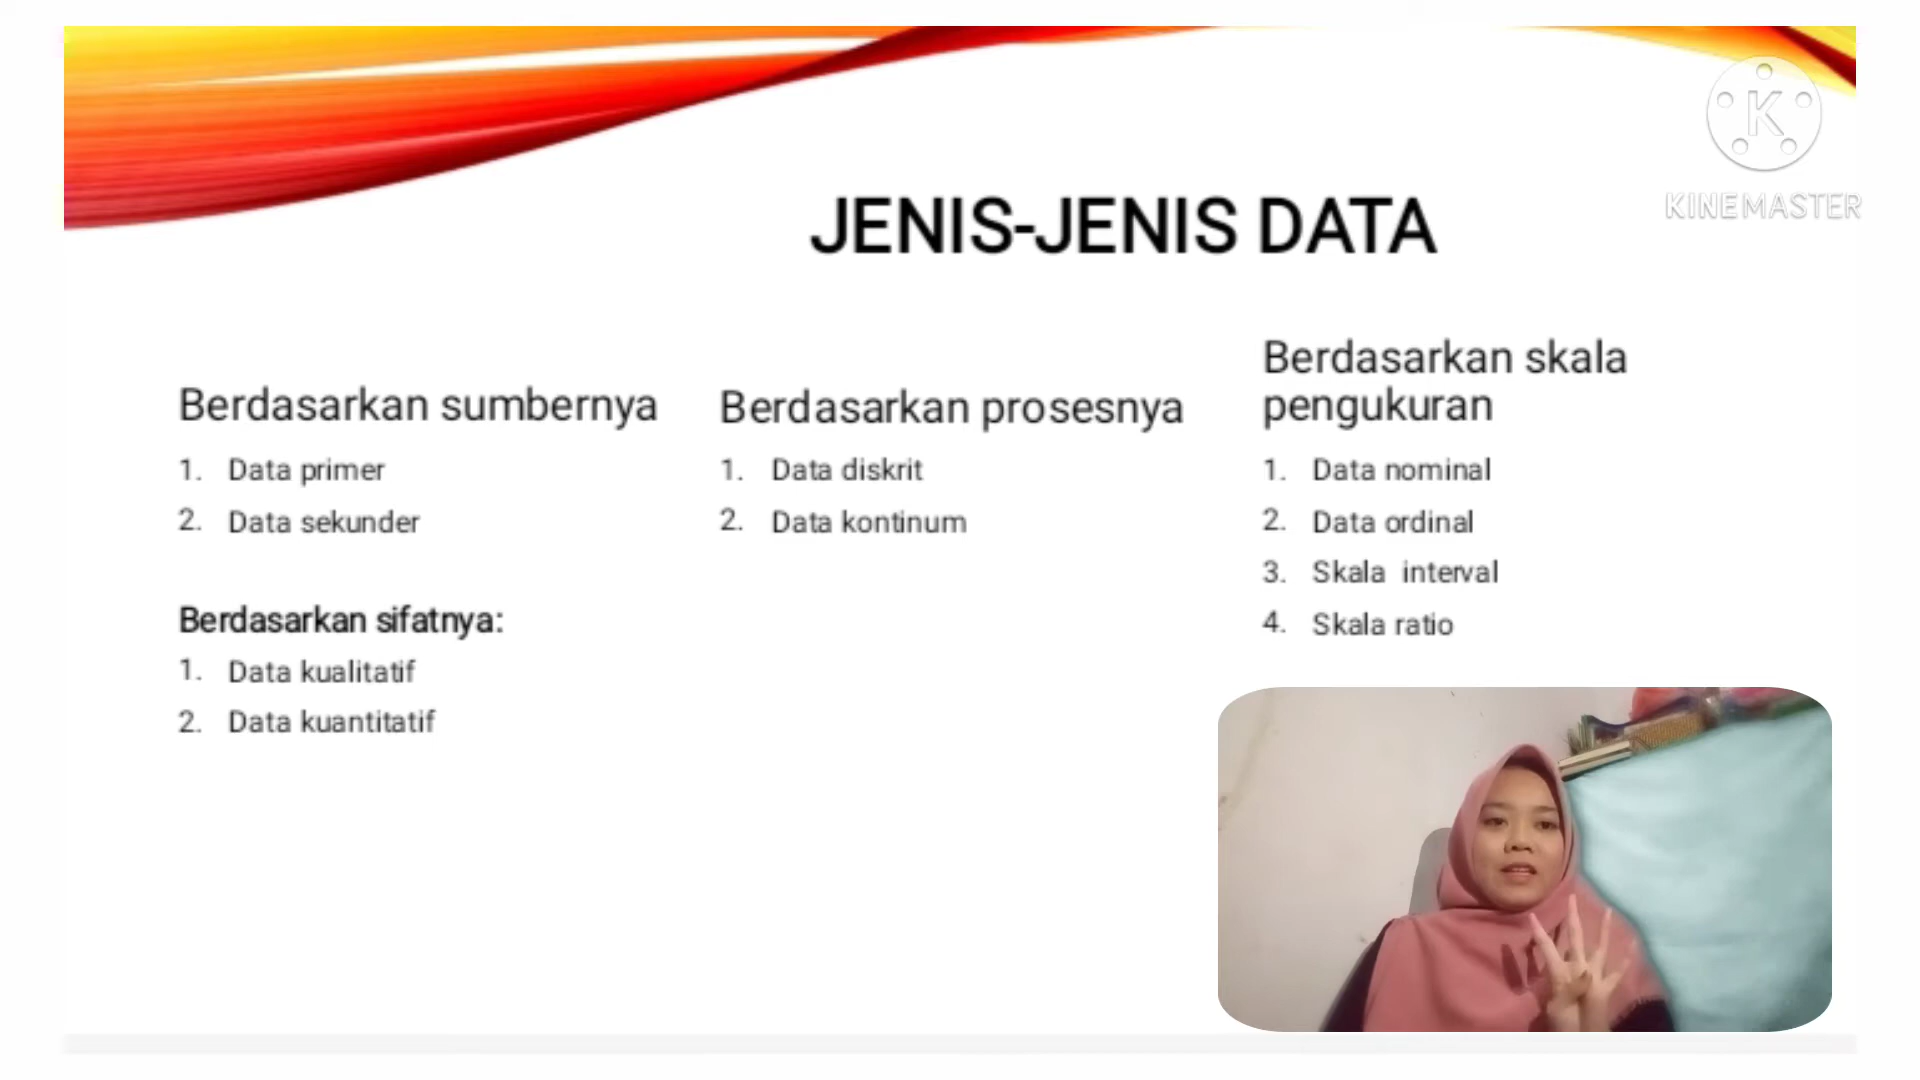 K
KINEMASTER
JENIS-JENIS DATA
Berdasarkan sumbernya
1. Data primer
2. Data sekunder
Berdasarkan sifatnya:
1. Data kualitatif
2. Data kuantitatif
Berdasarkan prosesnya
1. Data diskrit
2. Data kontinum
Berdasarkan skala
pengukuran
1. Data nominal
2. Data ordinal
3. Skala interval
4. Skala ratio